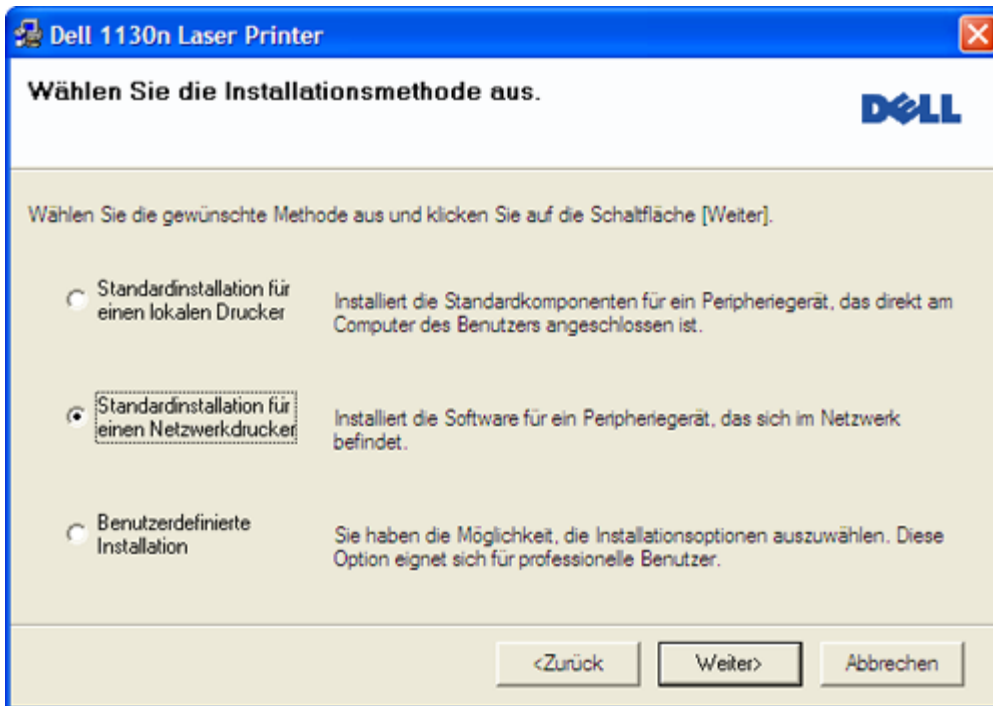 Dell 1130n Laser Printer
Wählen Sie die Installationsmethode aus.
DELL
Wählen Sie die gewünschte Methode aus und klicken Sie auf die Schaltfläche [Weiter].
Standardinstallation für
einen lokalen Drucker
Installiert die Standardkomponenten für ein Peripheriegerät, das direkt am
Computer des Benutzers angeschlossen ist.
Standardinstallation für
einen Netzwerkdrucker
Installiert die Software für ein Peripheriegerät, das sich im Netzwerk
befindet.
Benutzerdefinierte
Installation
Sie haben die Möglichkeit, die Installationsoptionen auszuwählen. Diese
Option eignet sich für professionelle Benutzer.
<Zurück
Weiter>
Abbrechen